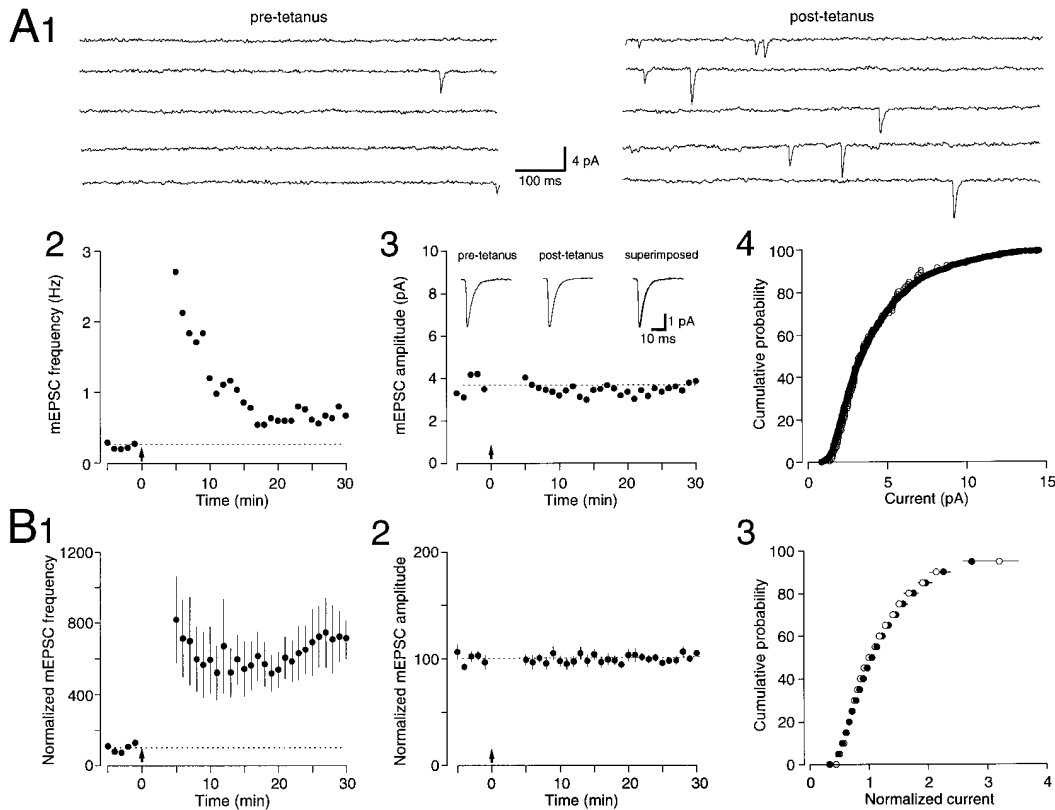 A1
pre-tetanus
post-tetanus
4 pA
100 ms
2
mEPSC frequency (Hz)
3
2
1
0
0
10
20
30
Time (min)
3
mEPSC amplitude (pA)
10
8
6
4
2
0
pre-tetanus
post-tetanus
superimposed
1 pA
10 ms
0
10
20
30
Time (min)
4
Cumulative probability
100
80
60
40
20
0
0
5
10
15
Current (pA)
B1
Normalized mEPSC frequency
1200
800
400
0
0
10
20
30
Time (min)
2
Normalized mEPSC amplitude
200
100
0
0
10
20
30
Time (min)
3
Cumulative probability
100
80
60
40
20
0
0
1
2
3
4
Normalized current